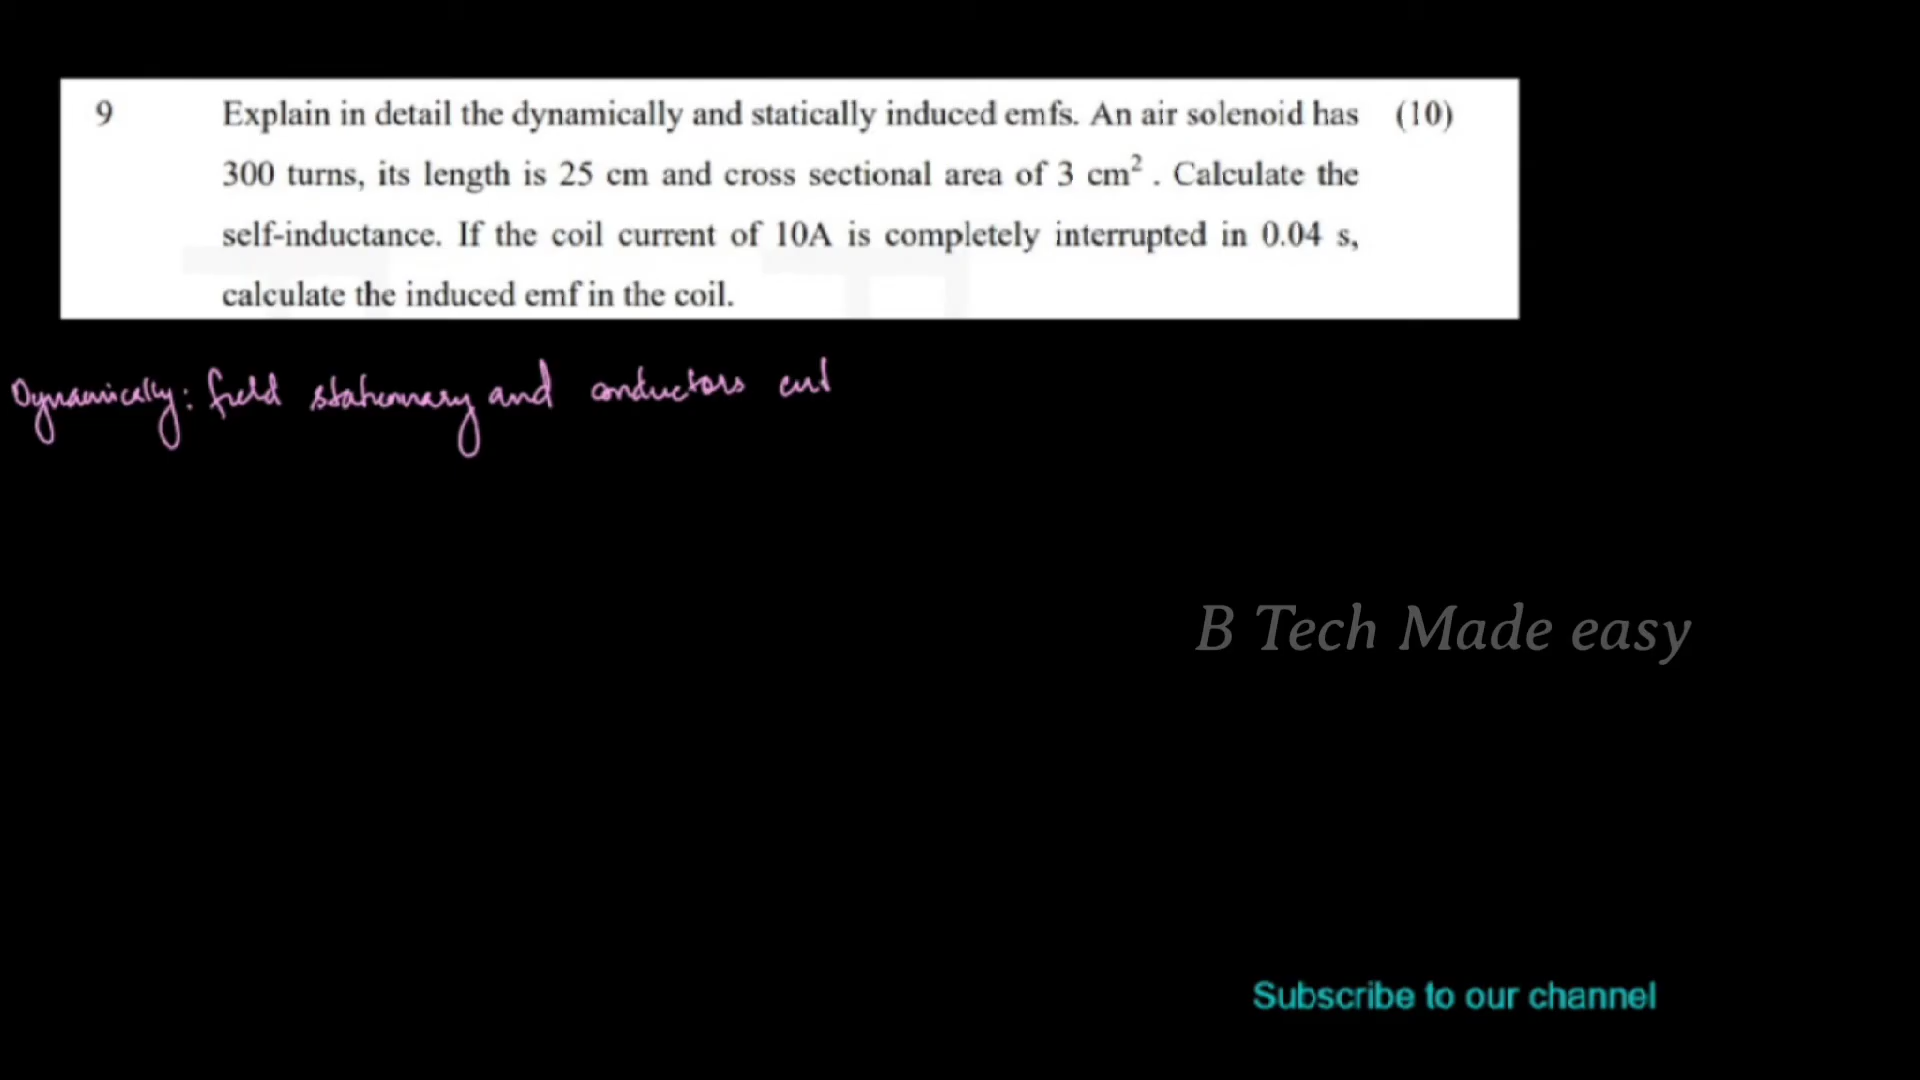 9 Explain in detail the dynamically and statically induced emfs. An air solenoid has (10)
300 turns, its length is 25 cm and cross sectional area of 3 cm². Calculate the
self-inductance. If the coil current of 10A is completely interrupted in 0.04 s,
calculate the induced emf in the coil.
Dynamically: field stationary and conductors cut
B Tech Made easy
Subscribe to our channel